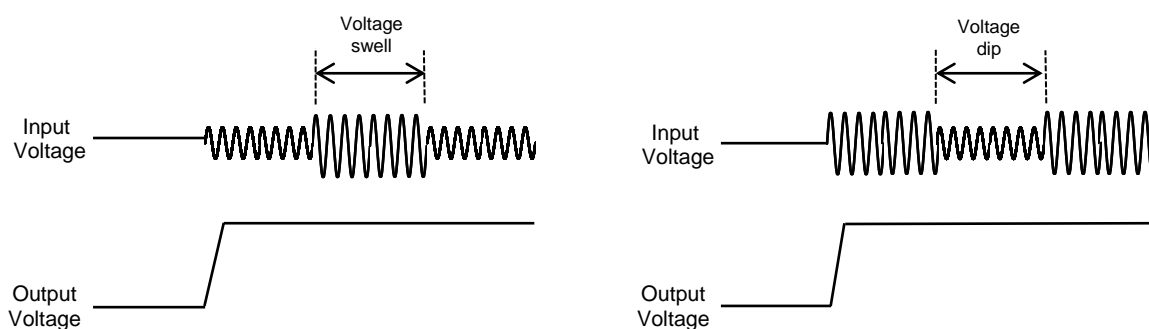 Voltage
swell
Input
Voltage
Output
Voltage
Voltage
dip
Input
Voltage
Output
Voltage